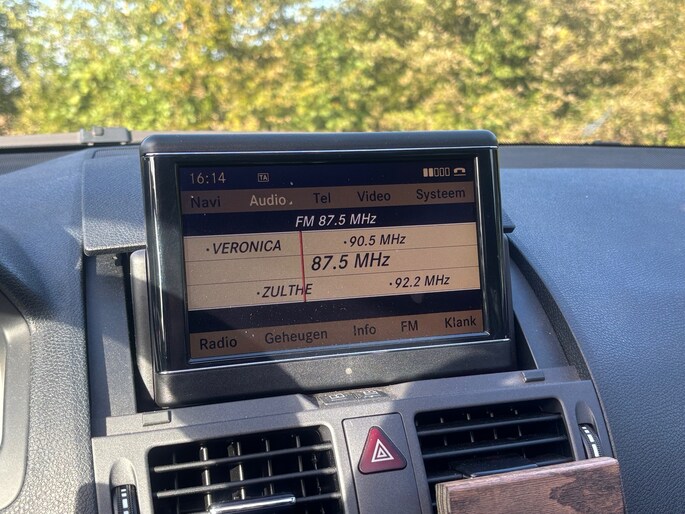 16:14 TA
Navi Audio Tel Video Systeem
FM 87.5 MHz
•VERONICA •90.5 MHz
87.5 MHz
•ZULTHE •92.2 MHz
Radio Geheugen Info FM Klank